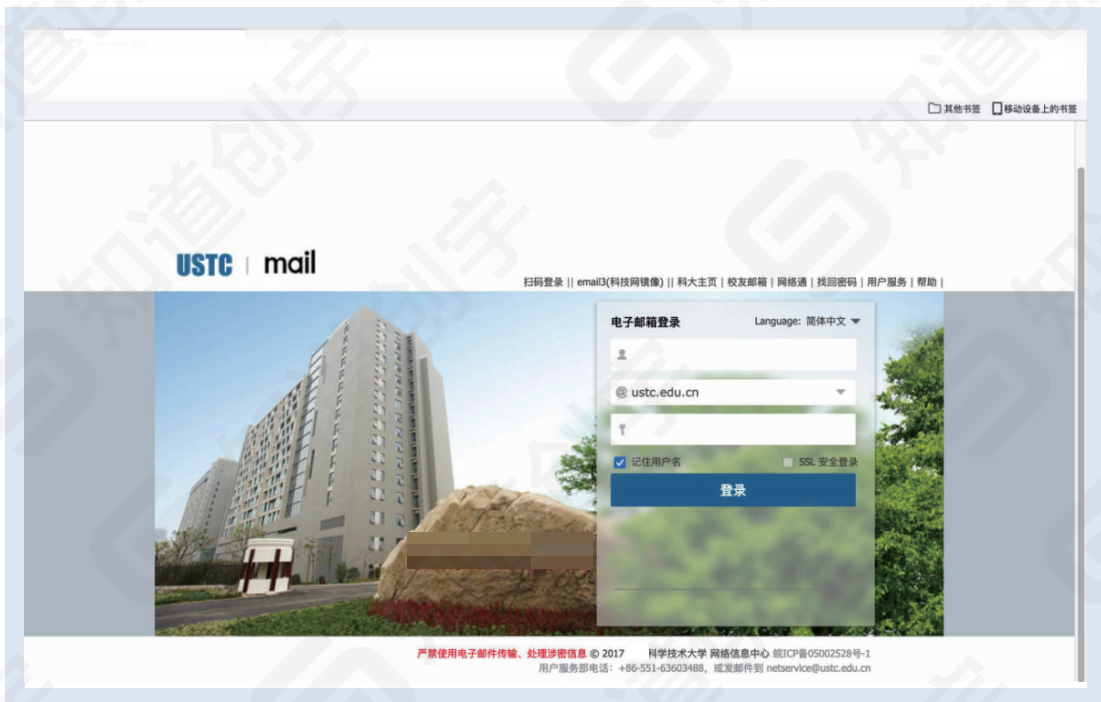 其他书签 移动设备上的书签
USTC | mail
扫码登录 || email3(科技网镜像) || 科大主页 | 校友邮箱 | 网络通 | 找回密码 | 用户服务 | 帮助 |
电子邮箱登录 Language: 简体中文
@ ustc.edu.cn
记住用户名 SSL 安全登录
登录
严禁使用电子邮件传输、处理涉密信息 © 2017 科学技术大学 网络信息中心 皖ICP备05002528号-1
用户服务部电话：+86-551-63603488，或发邮件到 netservice@ustc.edu.cn
知道创宇